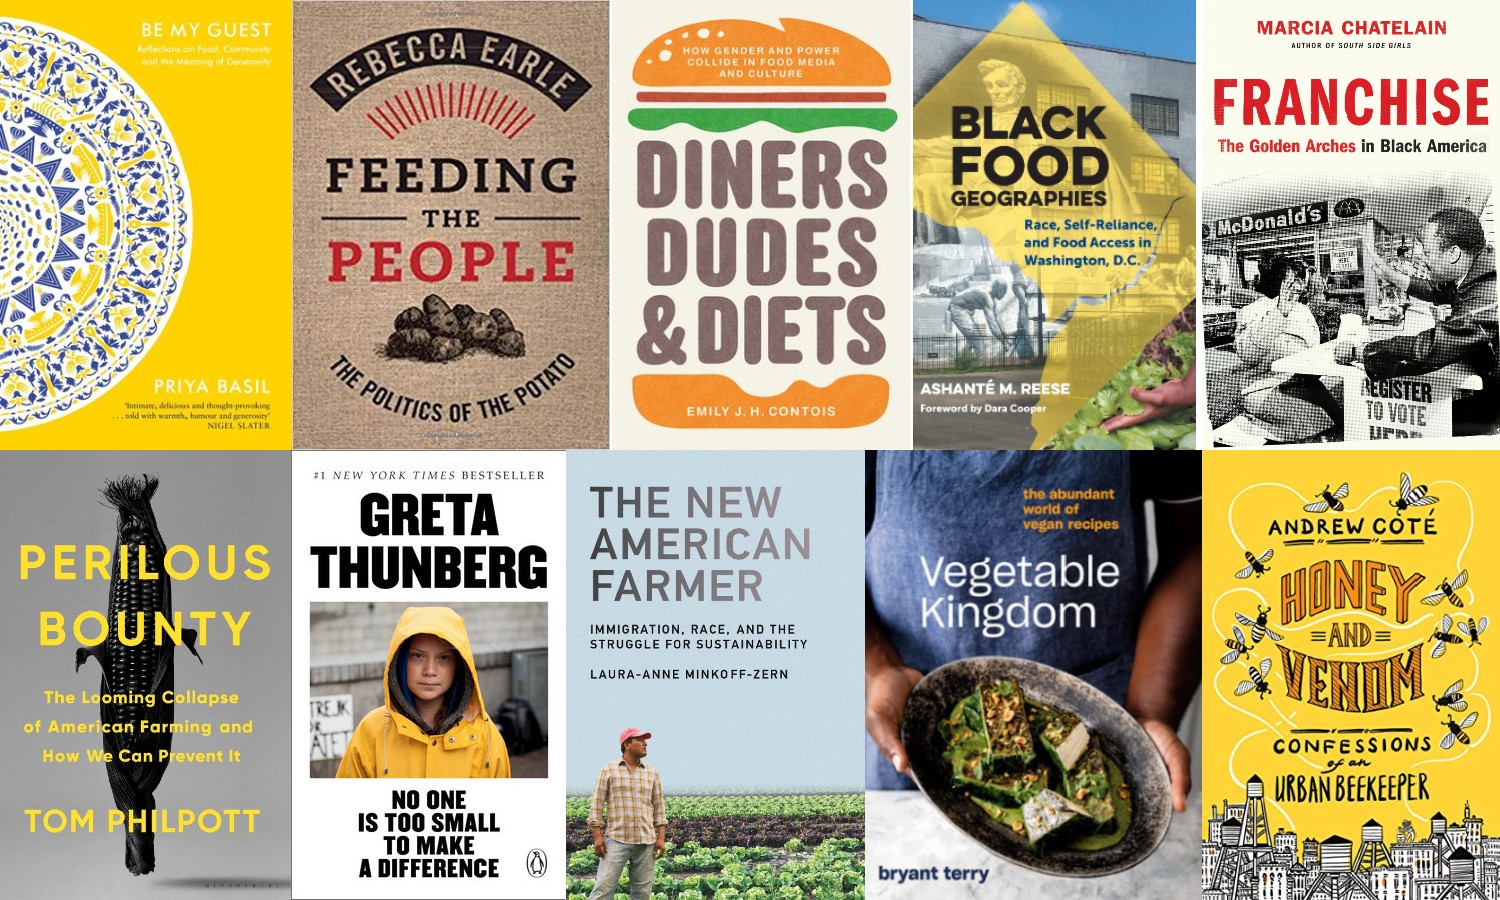 BE MY GUEST
Reflections on Food, Community
and the Meaning of Generosity
PRIYA BASIL
'Intimate, delicious and thought-provoking
... told with warmth, humour and generosity'
NIGEL SLATER
REBECCA EARLE
FEEDING
THE
PEOPLE
THE POLITICS OF THE POTATO
HOW GENDER AND POWER
COLLIDE IN FOOD MEDIA
AND CULTURE
DINERS
DUDES
& DIETS
EMILY J. H. CONTOIS
BLACK
FOOD
GEOGRAPHIES
Race, Self-Reliance,
and Food Access in
Washington, D.C.
ASHANTÉ M. REESE
Foreword by Dara Cooper
MARCIA CHATELAIN
AUTHOR OF SOUTH SIDE GIRLS
FRANCHISE
The Golden Arches in Black America
McDonald's
REGISTER
HERE
TO VOTE
REGISTER
TO VOTE
HERE
PERILOUS
BOUNTY
The Looming Collapse
of American Farming and
How We Can Prevent It
TOM PHILPOTT
BLOOMSBURY
#1 NEW YORK TIMES BESTSELLER
GRETA
THUNBERG
NO ONE
IS TOO SMALL
TO MAKE
A DIFFERENCE
THE NEW
AMERICAN
FARMER
IMMIGRATION, RACE, AND THE
STRUGGLE FOR SUSTAINABILITY
LAURA-ANNE MINKOFF-ZERN
the abundant
world of
vegan recipes
Vegetable
Kingdom
bryant terry
ANDREW COTÉ
HONEY
AND
VENOM
CONFESSIONS
of an
URBAN BEEKEEPER